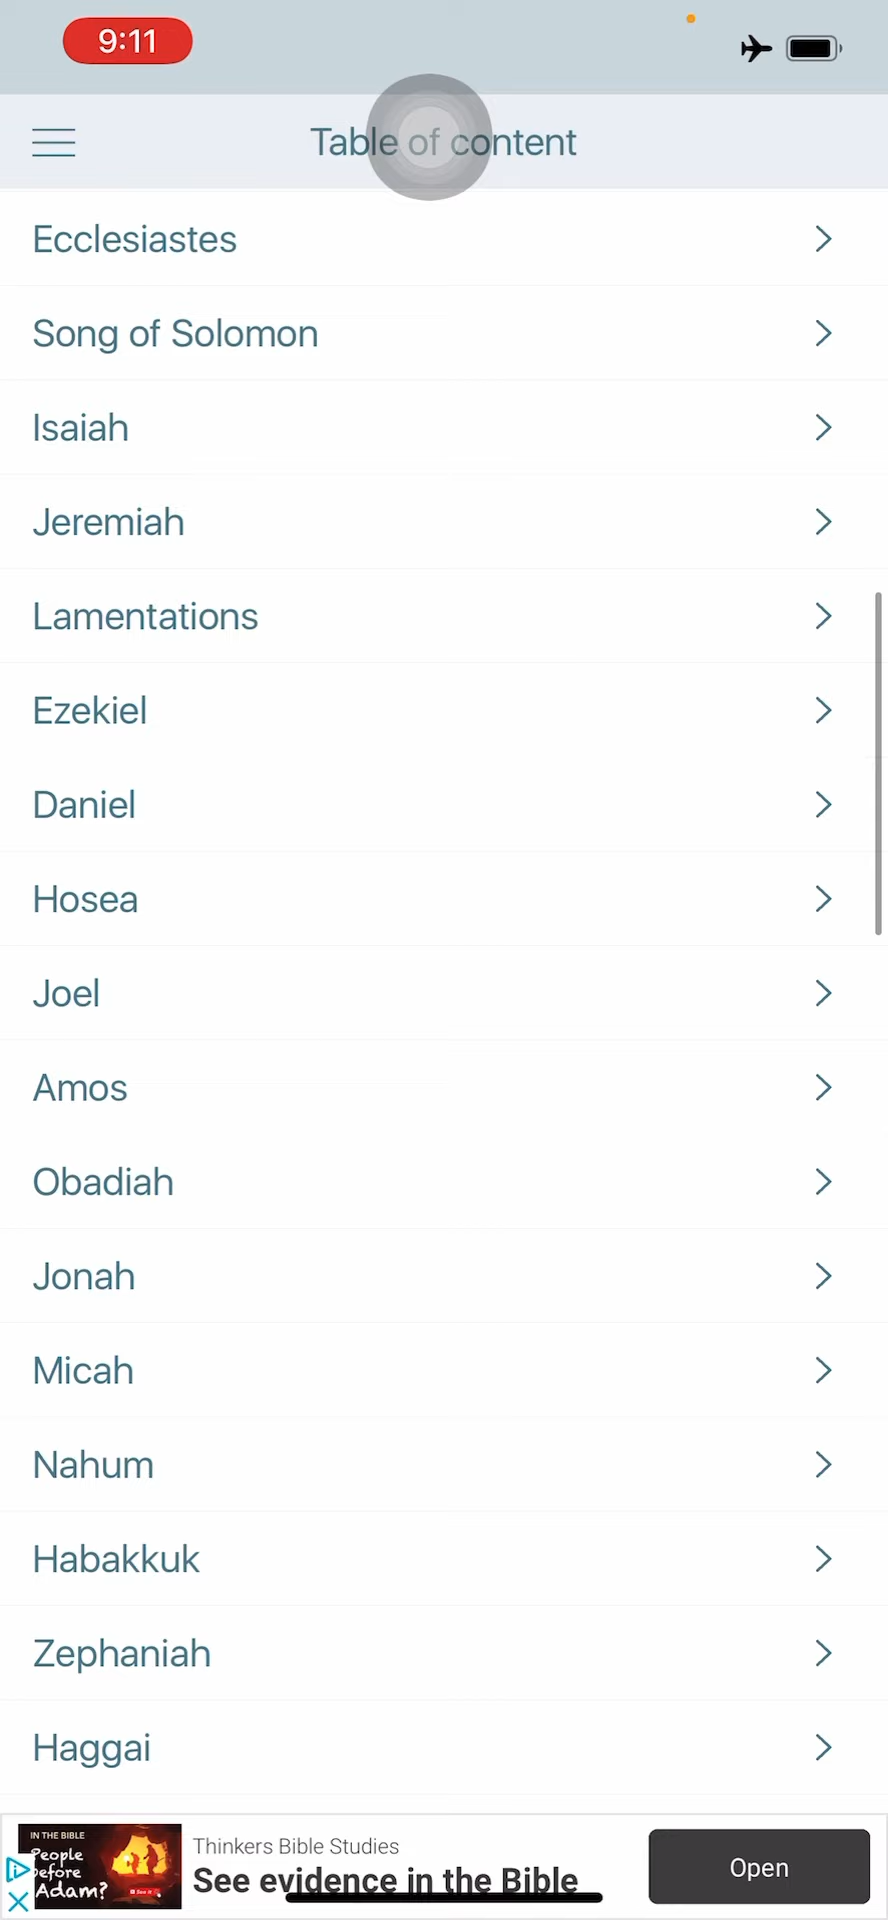 9:11
Table of content
Ecclesiastes
Song of Solomon
Isaiah
Jeremiah
Lamentations
Ezekiel
Daniel
Hosea
Joel
Amos
Obadiah
Jonah
Micah
Nahum
Habakkuk
Zephaniah
Haggai
IN THE BIBLE
People
before
Adam?
Thinkers Bible Studies
See evidence in the Bible
Open